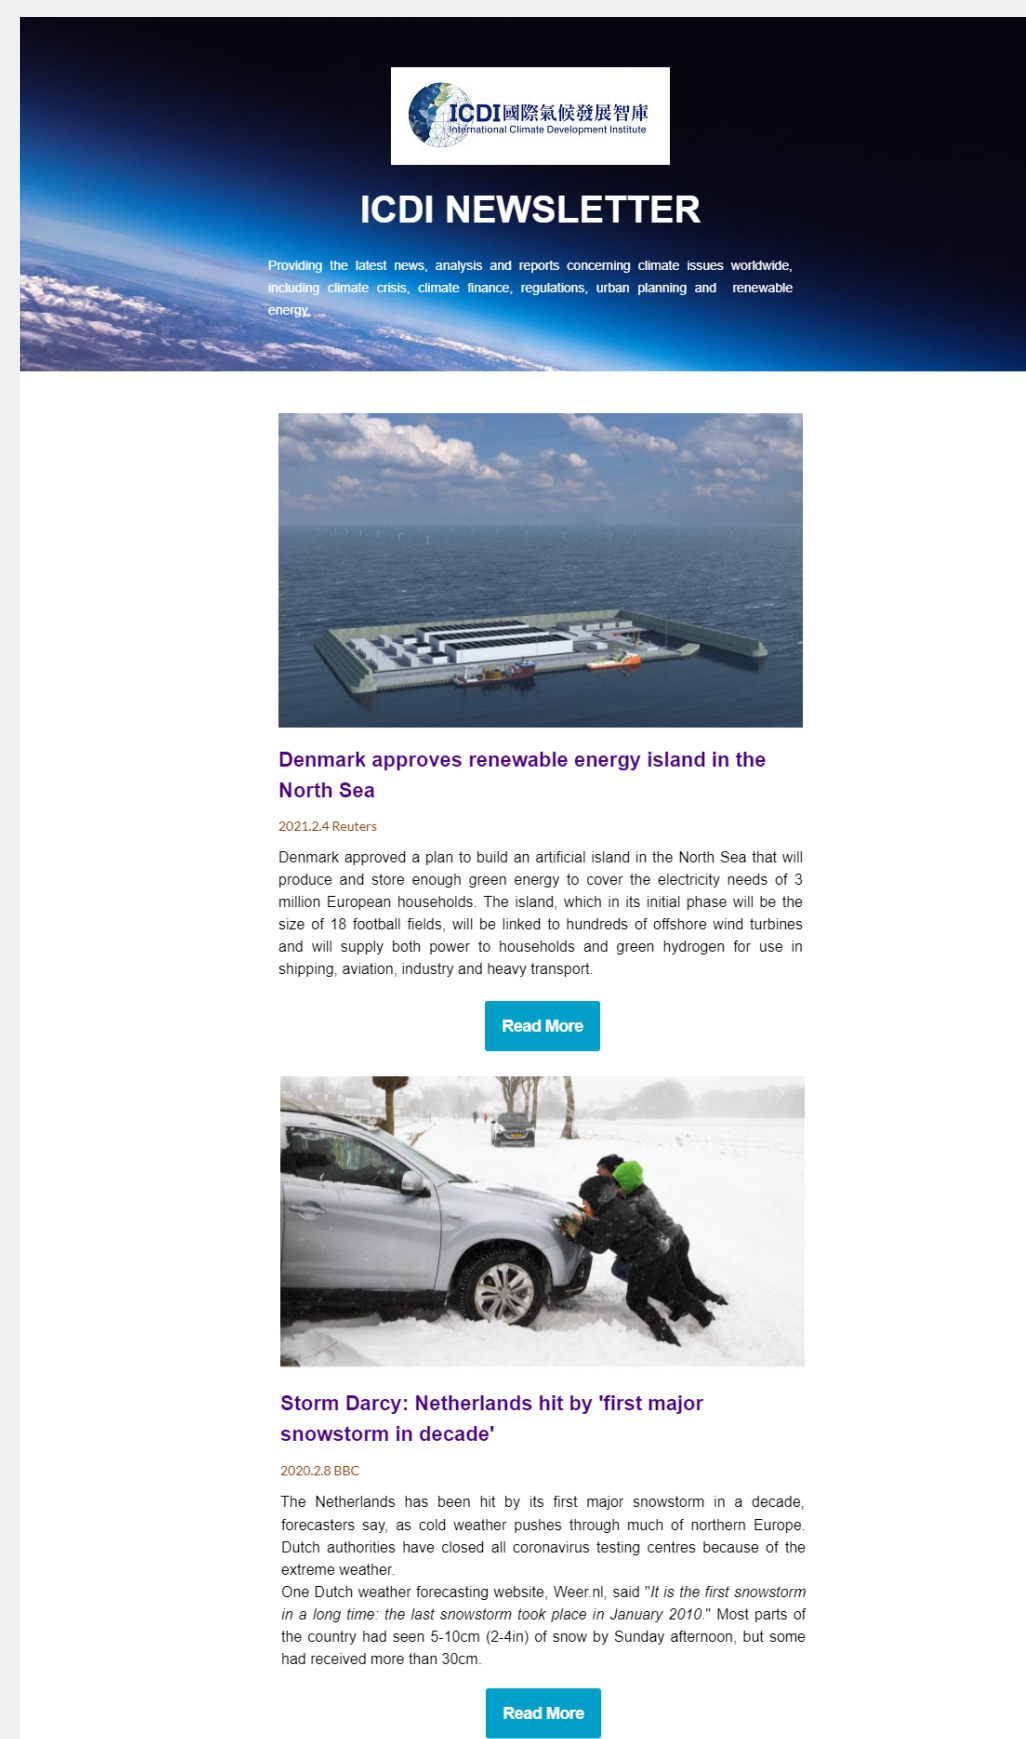 ICDI國際氣候發展智庫
International Climate Development Institute
ICDI NEWSLETTER
Providing the latest news, analysis and reports concerning climate issues worldwide,
including climate crisis, climate finance, regulations, urban planning and renewable
energy.
Denmark approves renewable energy island in the
North Sea
2021.2.4 Reuters
Denmark approved a plan to build an artificial island in the North Sea that will
produce and store enough green energy to cover the electricity needs of 3
million European households. The island, which in its initial phase will be the
size of 18 football fields, will be linked to hundreds of offshore wind turbines
and will supply both power to households and green hydrogen for use in
shipping, aviation, industry and heavy transport.
Read More
Storm Darcy: Netherlands hit by 'first major
snowstorm in decade'
2020.2.8 BBC
The Netherlands has been hit by its first major snowstorm in a decade,
forecasters say, as cold weather pushes through much of northern Europe.
Dutch authorities have closed all coronavirus testing centres because of the
extreme weather.
One Dutch weather forecasting website, Weer.nl, said "It is the first snowstorm
in a long time: the last snowstorm took place in January 2010." Most parts of
the country had seen 5-10cm (2-4in) of snow by Sunday afternoon, but some
had received more than 30cm.
Read More